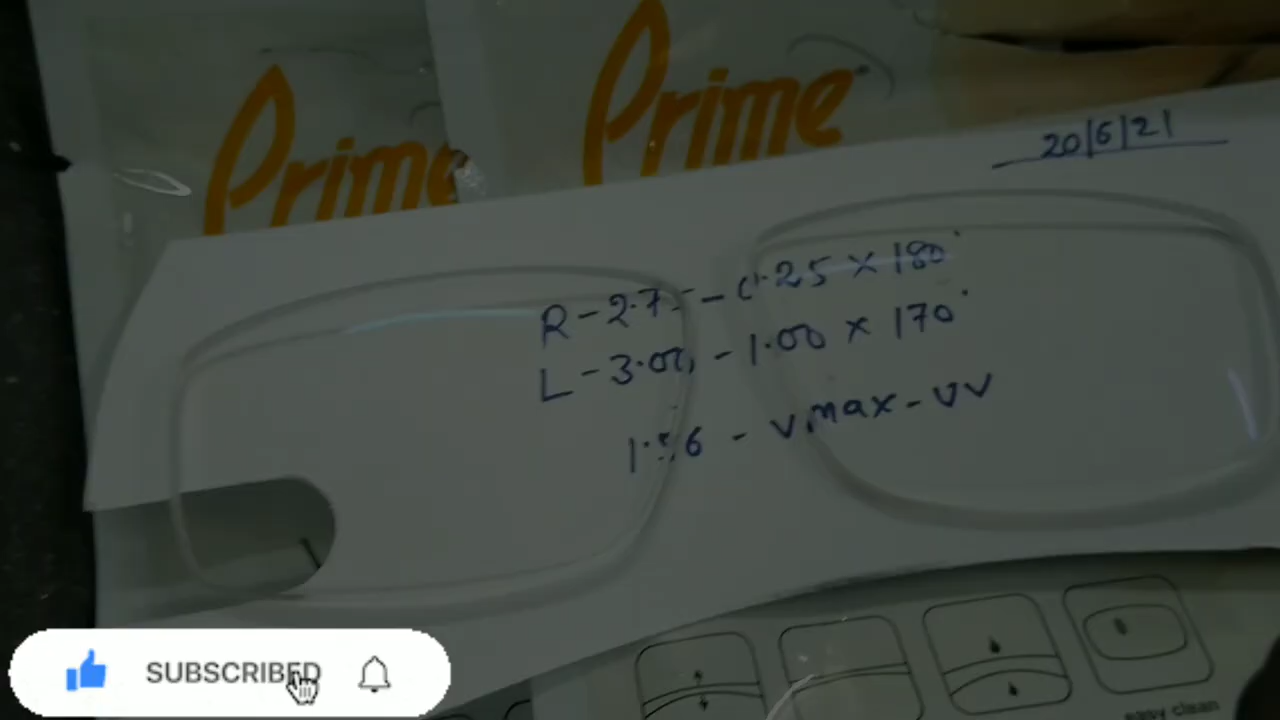 Prime
Prime
20/6/21
R - 2.75 - 0.25 × 180°
L - 3.00 - 1.00 × 170°
1.56 - vmax - UV
SUBSCRIBED
easy clean